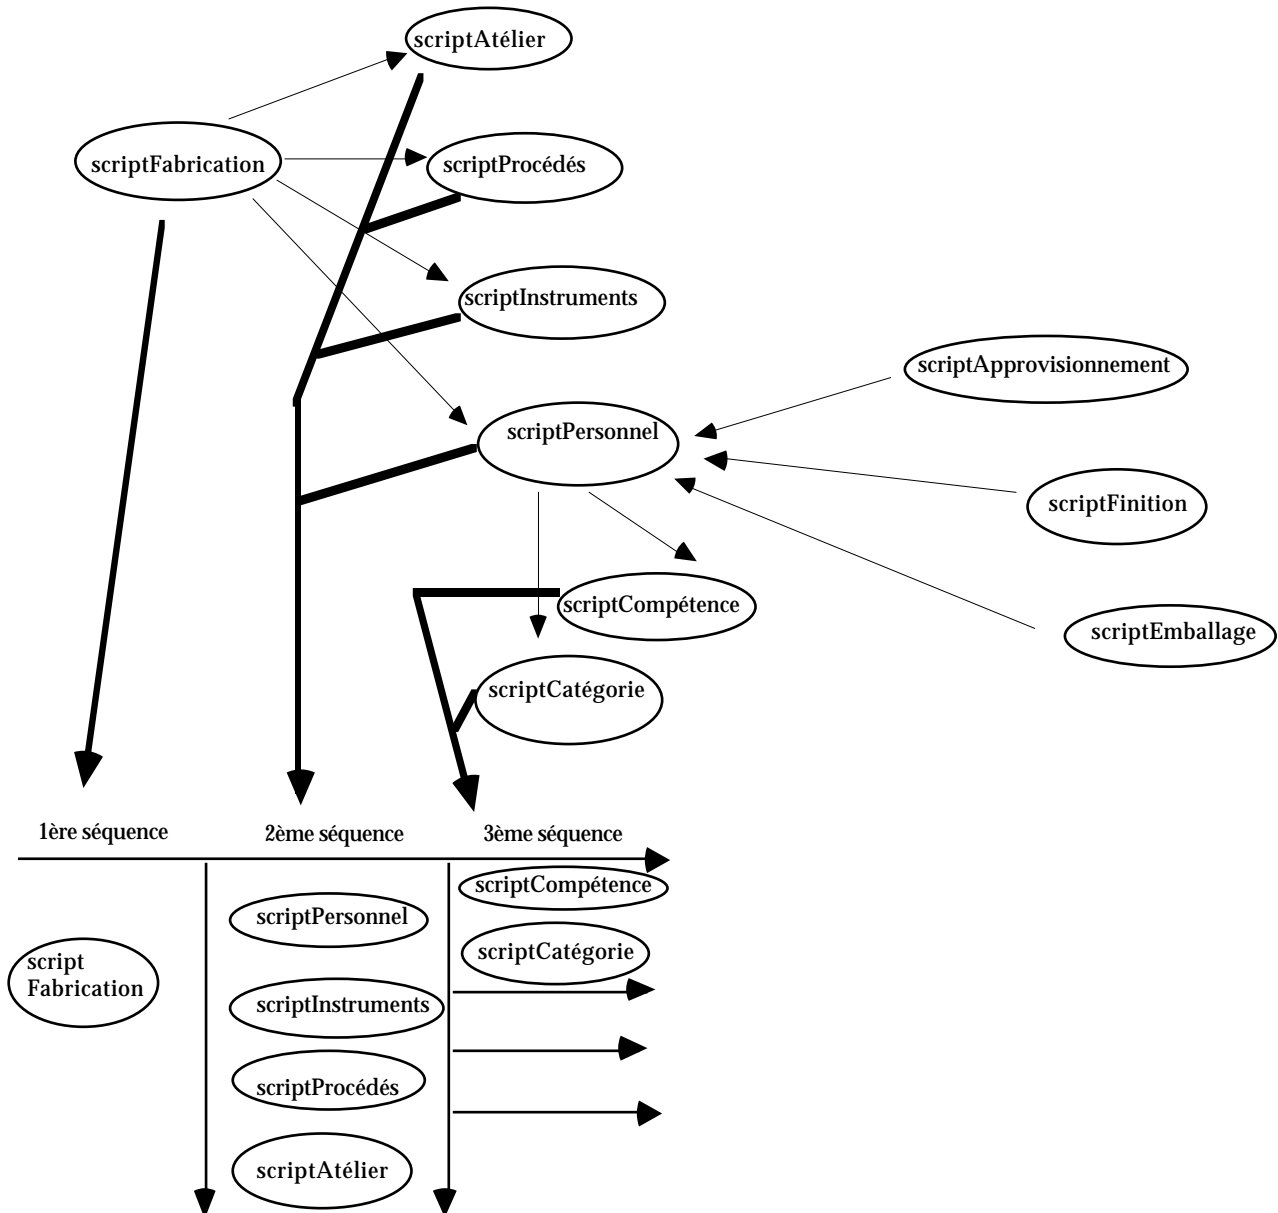 scriptAtélier
scriptFabrication
scriptProcédés
scriptInstruments
scriptApprovisionnement
scriptPersonnel
scriptFinition
scriptCompétence
scriptEmballage
scriptCatégorie
1ère séquence
2ème séquence
3ème séquence
scriptCompétence
scriptPersonnel
scriptCatégorie
script
Fabrication
scriptInstruments
scriptProcédés
scriptAtélier